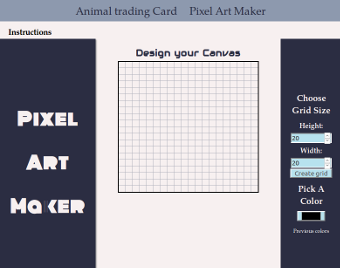 Animal trading Card Pixel Art Maker
Instructions
Pixel
Art
Maker
Design your Canvas
Choose
Grid Size
Height:
20
Width:
20
Create grid
Pick A
Color
Previous colors